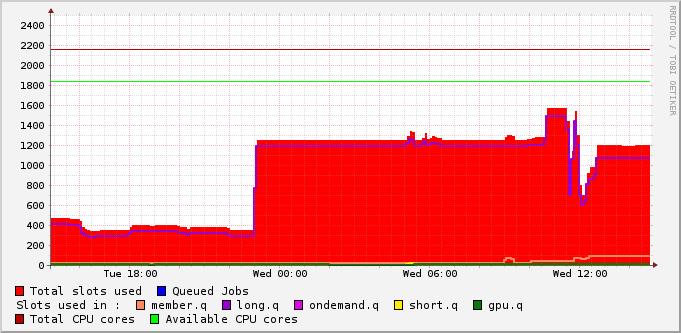 2400
2200
2000
1800
1600
1400
1200
1000
800
600
400
200
0
Tue 18:00 Wed 00:00 Wed 06:00 Wed 12:00
RRDTOOL / TOBI OETIKER
Total slots used Queued Jobs
Slots used in : member.q long.q ondemand.q short.q gpu.q
Total CPU cores Available CPU cores